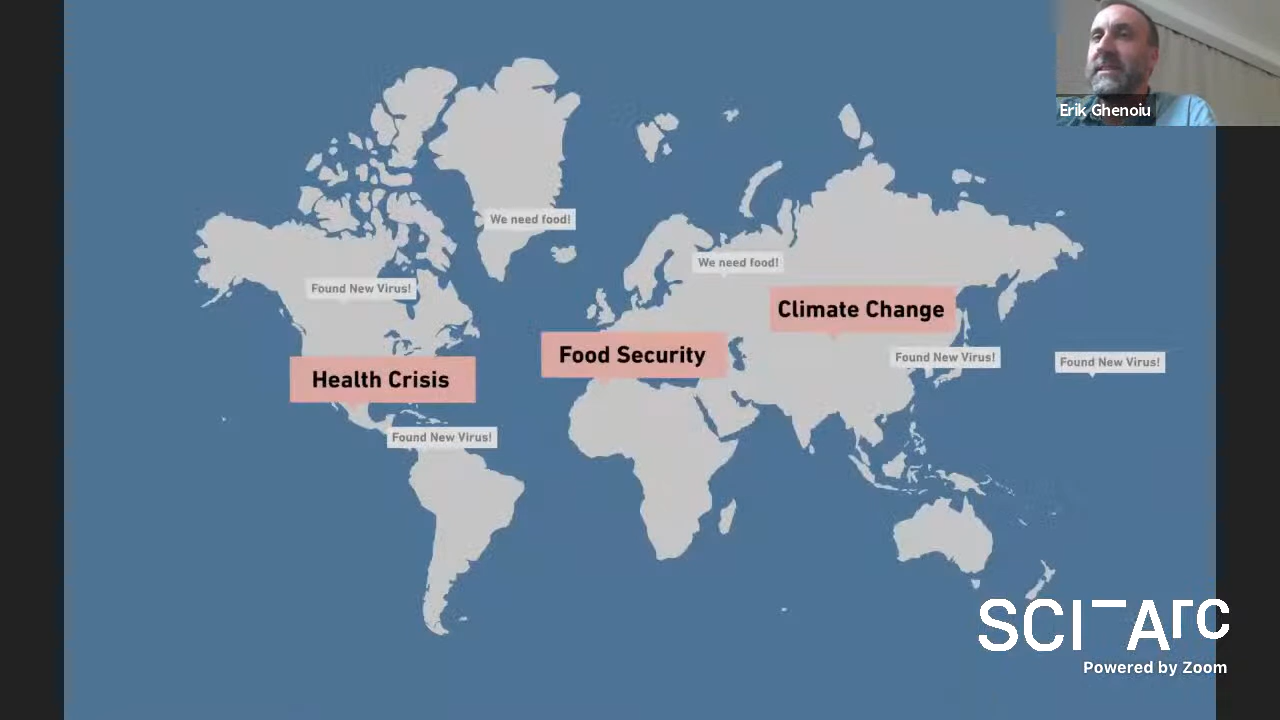 Erik Ghenoiu
We need food!
We need food!
Found New Virus!
Climate Change
Food Security
Found New Virus!
Found New Virus!
Health Crisis
Found New Virus!
SCI-Arc
Powered by Zoom